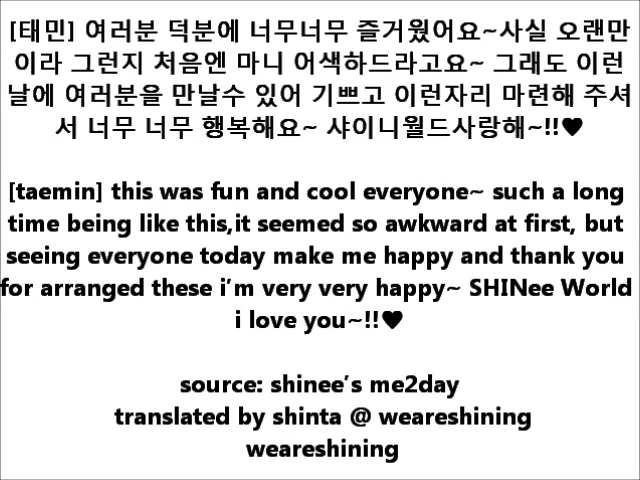 [태민] 여러분 덕분에 너무너무 즐거웠어요~사실 오랜만
이라 그런지 처음엔 마니 어색하드라고요~ 그래도 이런
날에 여러분을 만날수 있어 기쁘고 이런자리 마련해 주셔
서 너무 너무 행복해요~ 샤이니월드사랑해~!!♥
[taemin] this was fun and cool everyone~ such a long
time being like this,it seemed so awkward at first, but
seeing everyone today make me happy and thank you
for arranged these i'm very very happy~ SHINee World
i love you~!!♥
source: shinee's me2day
translated by shinta @ weareshining
weareshining